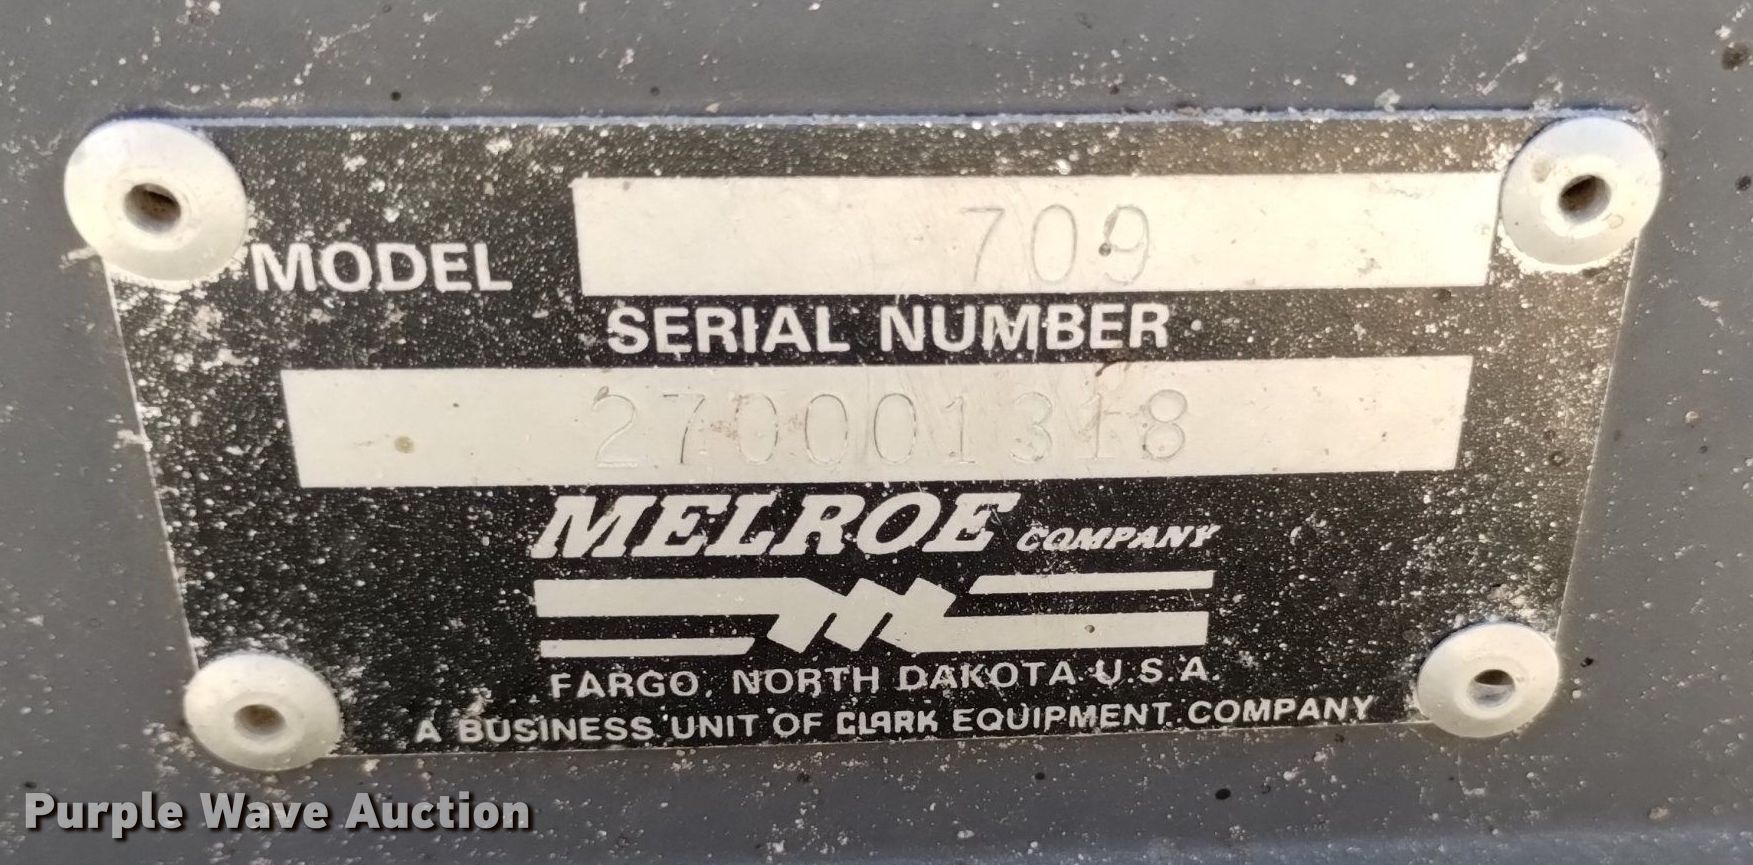 MODEL 709
SERIAL NUMBER
270001318
MELROE COMPANY
FARGO, NORTH DAKOTA U.S.A.
A BUSINESS UNIT OF CLARK EQUIPMENT COMPANY
Purple Wave Auction